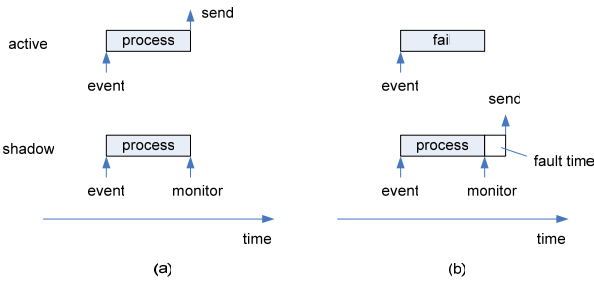 send
active
process
fail
event
event
send
shadow
process
process
fault time
event
monitor
event
monitor
time
time
(a)
(b)